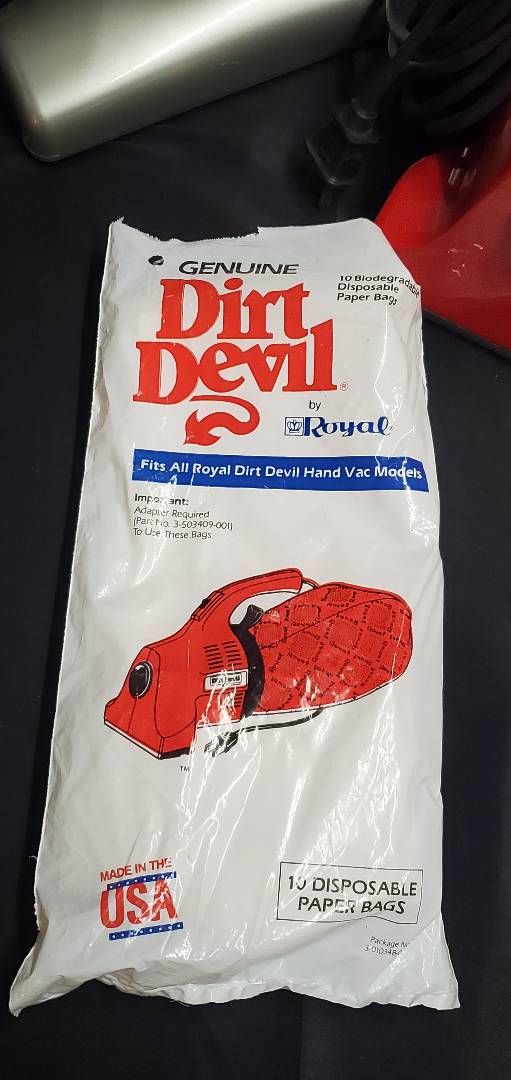 GENUINE
Dirt
Devil®
by
Royal
10 Biodegradable
Disposable
Paper Bags
Fits All Royal Dirt Devil Hand Vac Models
Important:
Adapter Required
(Part No. 3-503409-001)
To Use These Bags
Dirt Devil
TM
MADE IN THE
USA
10 DISPOSABLE
PAPER BAGS
Package